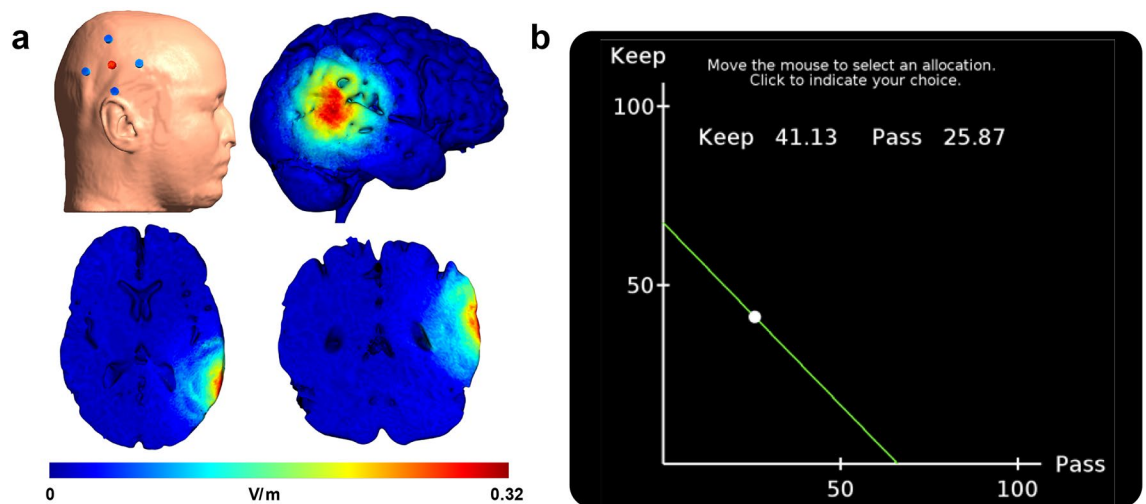 a
0 V/m 0.32
b
Keep
Move the mouse to select an allocation.
Click to indicate your choice.
100
Keep 41.13 Pass 25.87
50
50 100 Pass